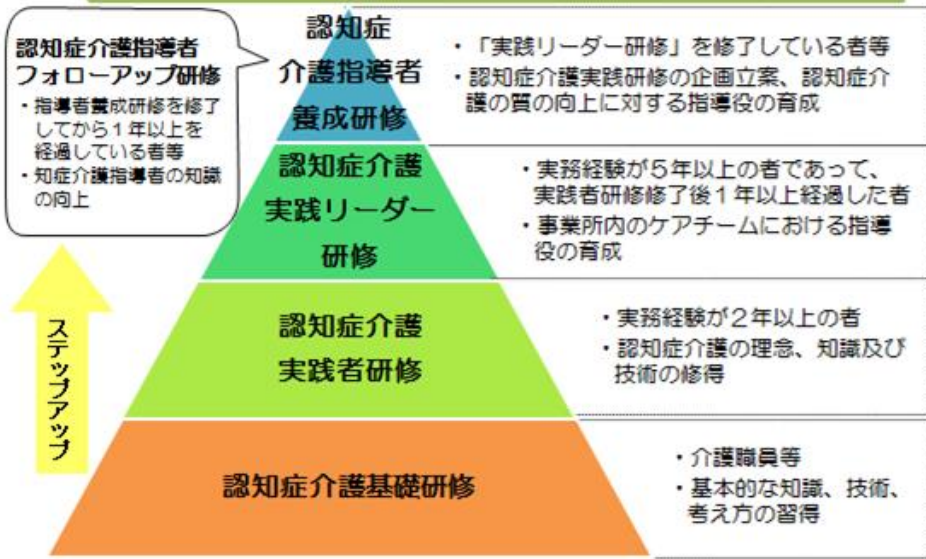 認知症介護指導者
フォローアップ研修
・指導者養成研修を修了
してから1年以上を
経過している者等
・知症介護指導者の知識
の向上
認知症
介護指導者
養成研修
・「実践リーダー研修」を修了している者等
・認知症介護実践研修の企画立案、認知症介
護の質の向上に対する指導役の育成
認知症介護
実践リーダー
研修
・実務経験が5年以上の者であって、
実践者研修修了後1年以上経過した者
・事業所内のケアチームにおける指導
役の育成
ステップアップ
認知症介護
実践者研修
・実務経験が2年以上の者
・認知症介護の理念、知識及び
技術の修得
認知症介護基礎研修
・介護職員等
・基本的な知識、技術、
考え方の習得